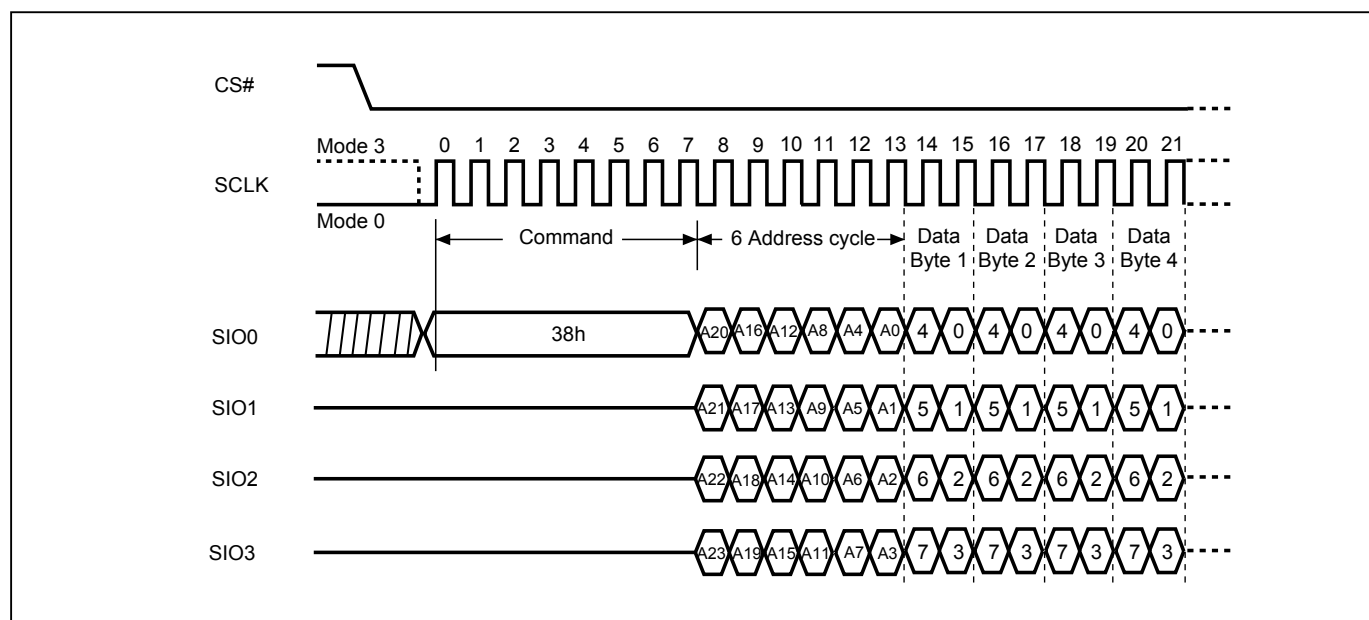 CS#
Mode 3
0 1 2 3 4 5 6 7 8 9 10 11 12 13 14 15 16 17 18 19 20 21
SCLK
Mode 0
Command
6 Address cycle
Data Byte 1
Data Byte 2
Data Byte 3
Data Byte 4
SIO0
38h
A20 A16 A12 A8 A4 A0 4 0 4 0 4 0 4 0
SIO1
A21 A17 A13 A9 A5 A1 5 1 5 1 5 1 5 1
SIO2
A22 A18 A14 A10 A6 A2 6 2 6 2 6 2 6 2
SIO3
A23 A19 A15 A11 A7 A3 7 3 7 3 7 3 7 3